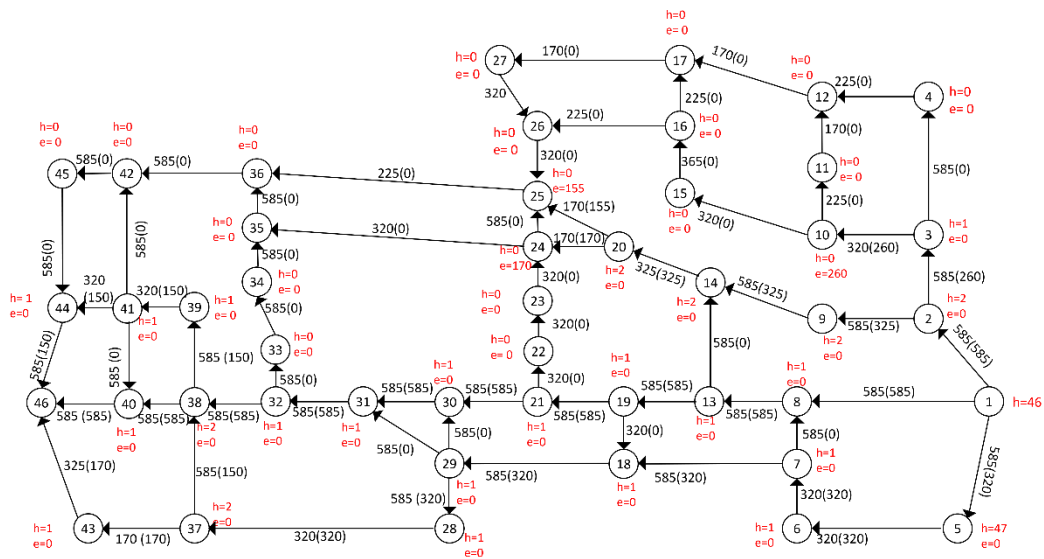 h=0
e= 0
27
170(0)
h=0
e= 0
17
170(0)
h=0
e= 0
12
225(0)
4
h=0
e= 0
320
225(0)
h=0
e= 0
26
225(0)
16
h=0
e= 0
170(0)
585(0)
h=0
e= 0
h=0
e= 0
h=0
e= 0
45
585(0)
42
585(0)
36
225(0)
320(0)
h=0
e=155
25
365(0)
11
h=0
e= 0
15
h=0
e= 0
225(0)
320(0)
585(0)
h=0
e= 0
35
320(0)
585(0)
170(155)
24
h=0
e=170
170(170)
20
h=2
e=0
10
h=0
e=260
320(260)
3
h=1
e=0
585(0)
585(0)
34
h=0
e= 0
320(0)
325(325)
14
h=2
e=0
585(325)
585(260)
h=2
e=0
2
585(0)
h= 1
e= 0
44
320
(150)
41
h=1
e=0
320(150)
39
h=1
e= 0
585(0)
h=0
e= 0
23
9
h=2
e=0
585(325)
585(585)
585(150)
585(0)
585 (150)
33
h=0
e= 0
320(0)
h=0
e= 0
22
585(0)
46
585 (585)
40
h=1
e=0
585(585)
38
h=2
e=0
585(585)
32
h=1
e=0
585(0)
585(585)
31
h=1
e=0
585(585)
h=1
e=0
30
585(585)
21
h=1
e=0
320(0)
585(585)
h=1
e=0
19
585(585)
13
h=1
e=0
585(585)
h=1
e=0
8
585(585)
1
h=46
585(0)
585(0)
29
h=1
e=0
585(320)
320(0)
18
h=1
e=0
585(320)
7
h=1
e=0
585(0)
585(320)
325(170)
585(150)
585 (320)
320(320)
h=1
e=0
43
170 (170)
37
h=2
e=0
320(320)
28
h=1
e=0
h=1
e=0
6
320(320)
5
h=47
e=0